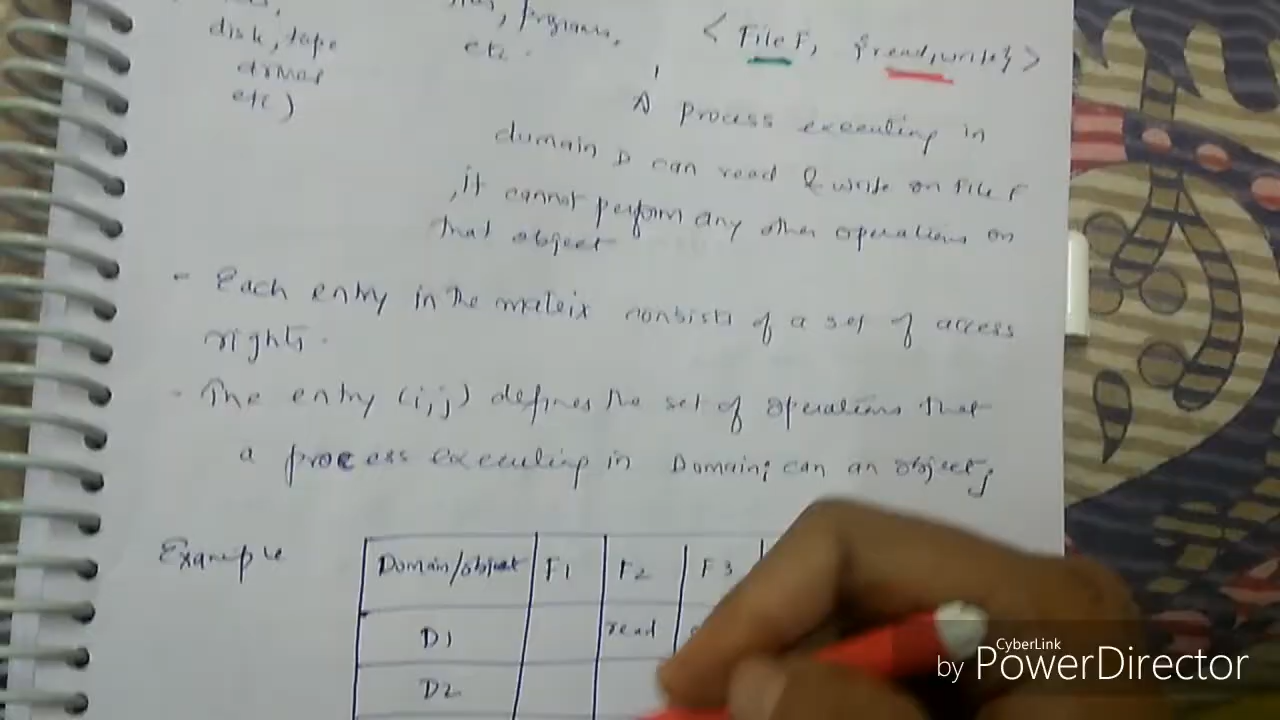 disk, tape
drives
etc)
programs,
etc.
< File F, {read,write} >
A process executing in
domain D can read & write on file F
, it cannot perform any other operations on
that object
- Each entry in the matrix consists of a set of access
rights.
- The entry (i,j) defines the set of operations that
a process executing in Domain i can on object j
Example
Domain/object F1 F2 F3
D1 read
D2
CyberLink
by PowerDirector